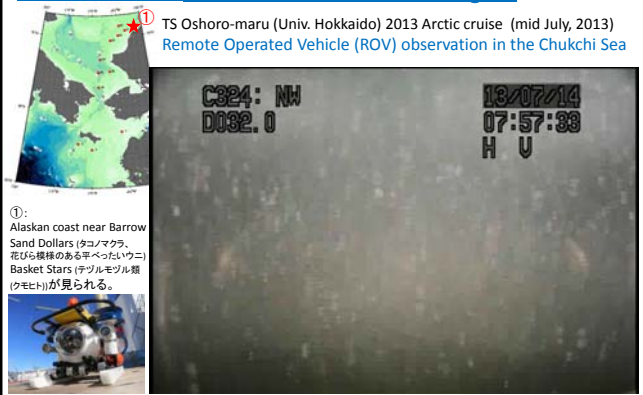 ①
TS Oshoro-maru (Univ. Hokkaido) 2013 Arctic cruise (mid July, 2013)
Remote Operated Vehicle (ROV) observation in the Chukchi Sea
C324: NW
D032.0
13/07/14
07:57:33
H V
①:
Alaskan coast near Barrow
Sand Dollars (タコノマクラ、
花びら模様のある平べったいウニ)
Basket Stars (テヅルモヅル類
(クモヒト))が見られる。